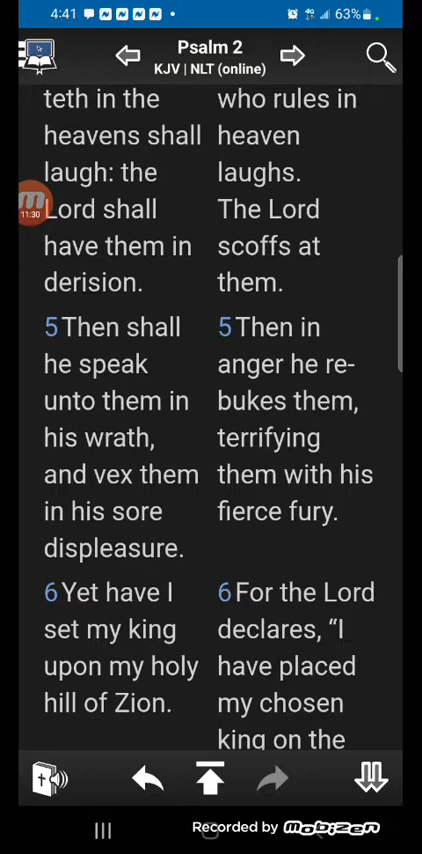 4:41
63%
Psalm 2
KJV | NLT (online)
teth in the
heavens shall
laugh: the
Lord shall
have them in
derision.
5 Then shall
he speak
unto them in
his wrath,
and vex them
in his sore
displeasure.
6 Yet have I
set my king
upon my holy
hill of Zion.
who rules in
heaven
laughs.
The Lord
scoffs at
them.
5 Then in
anger he re-
bukes them,
terrifying
them with his
fierce fury.
6 For the Lord
declares, “I
have placed
my chosen
king on the
11:30
Recorded by mobizen